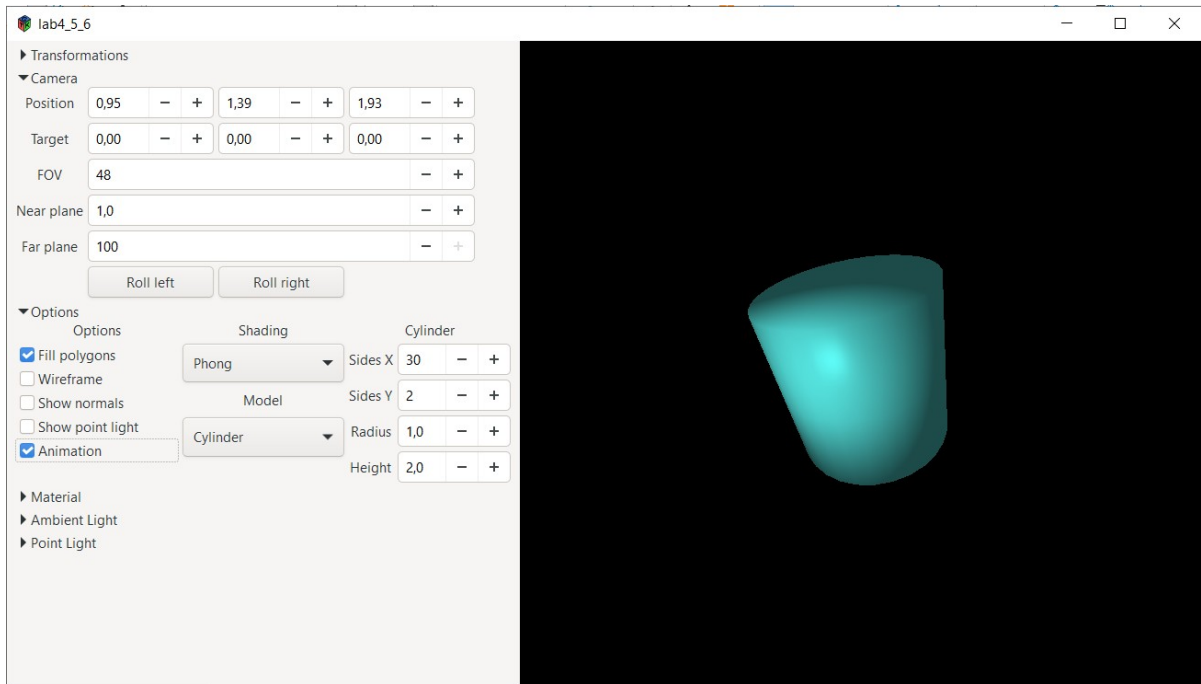 lab4_5_6
Transformations
Camera
Position 0,95 − + 1,39 − + 1,93 − +
Target 0,00 − + 0,00 − + 0,00 − +
FOV 48 − +
Near plane 1,0 − +
Far plane 100 − +
Roll left Roll right
Options
Options Shading Cylinder
Fill polygons Phong Sides X 30 − +
Wireframe
Show normals Model Sides Y 2 − +
Show point light
Cylinder Radius 1,0 − +
Animation
Height 2,0 − +
Material
Ambient Light
Point Light